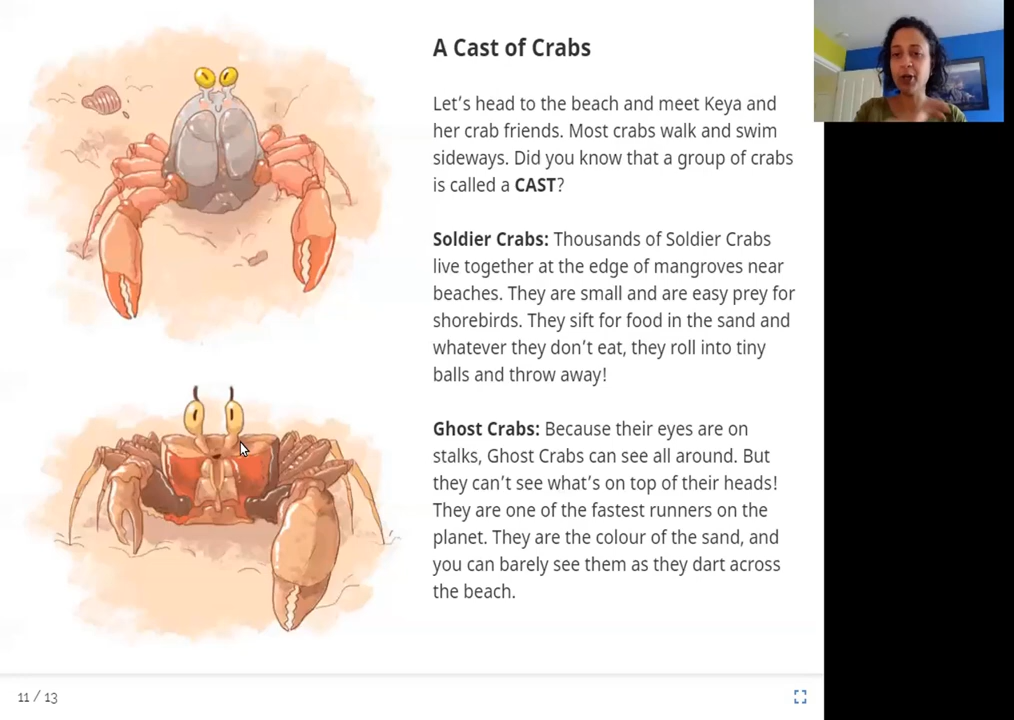 A Cast of Crabs
Let’s head to the beach and meet Keya and
her crab friends. Most crabs walk and swim
sideways. Did you know that a group of crabs
is called a CAST?
Soldier Crabs: Thousands of Soldier Crabs
live together at the edge of mangroves near
beaches. They are small and are easy prey for
shorebirds. They sift for food in the sand and
whatever they don’t eat, they roll into tiny
balls and throw away!
Ghost Crabs: Because their eyes are on
stalks, Ghost Crabs can see all around. But
they can’t see what’s on top of their heads!
They are one of the fastest runners on the
planet. They are the colour of the sand, and
you can barely see them as they dart across
the beach.
11 / 13